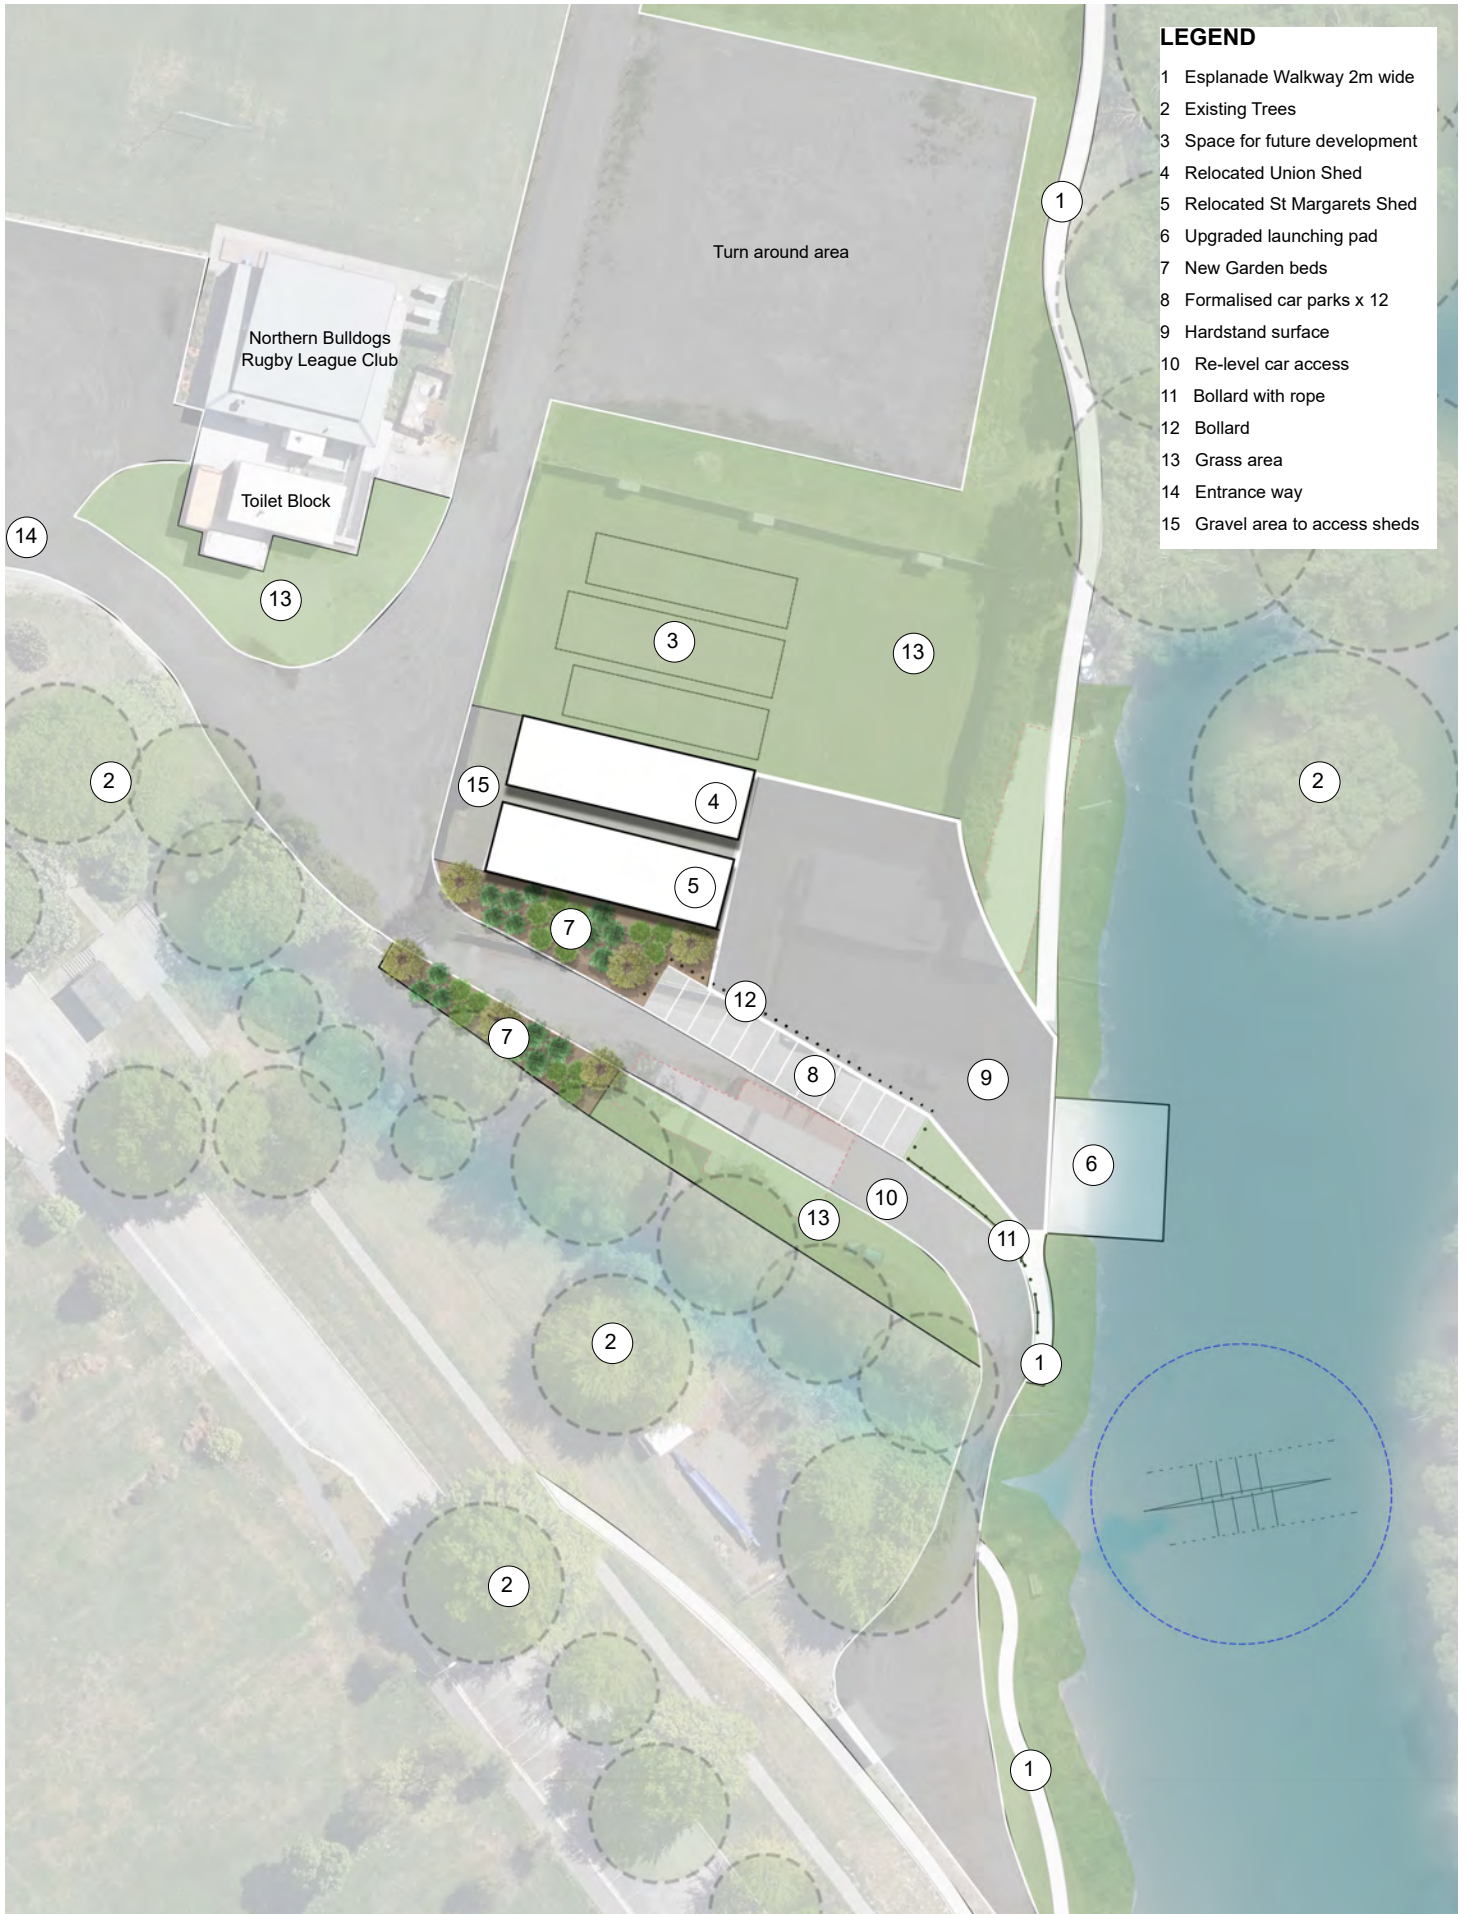 LEGEND
1 Esplanade Walkway 2m wide
2 Existing Trees
3 Space for future development
4 Relocated Union Shed
5 Relocated St Margarets Shed
6 Upgraded launching pad
7 New Garden beds
8 Formalised car parks x 12
9 Hardstand surface
10 Re-level car access
11 Bollard with rope
12 Bollard
13 Grass area
14 Entrance way
15 Gravel area to access sheds
1
Turn around area
Northern Bulldogs
Rugby League Club
Toilet Block
14
13
3
13
2
15
4
2
5
7
12
7
8
9
6
10
13
11
2
1
2
1